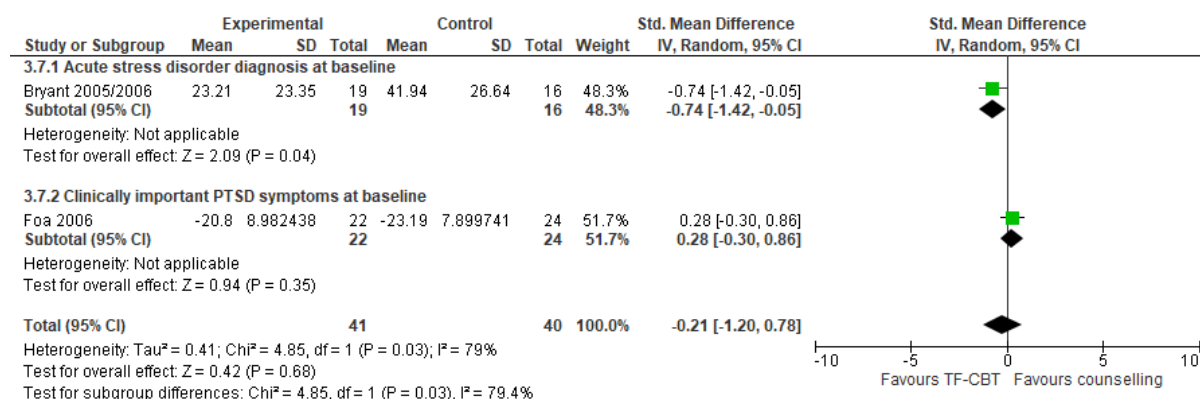 Experimental Control Std. Mean Difference Std. Mean Difference
Study or Subgroup Mean SD Total Mean SD Total Weight IV, Random, 95% CI IV, Random, 95% CI
3.7.1 Acute stress disorder diagnosis at baseline
Bryant 2005/2006 23.21 23.35 19 41.94 26.64 16 48.3% -0.74 [-1.42, -0.05]
Subtotal (95% CI) 19 16 48.3% -0.74 [-1.42, -0.05]
Heterogeneity: Not applicable
Test for overall effect: Z = 2.09 (P = 0.04)
3.7.2 Clinically important PTSD symptoms at baseline
Foa 2006 -20.8 8.982438 22 -23.19 7.899741 24 51.7% 0.28 [-0.30, 0.86]
Subtotal (95% CI) 22 24 51.7% 0.28 [-0.30, 0.86]
Heterogeneity: Not applicable
Test for overall effect: Z = 0.94 (P = 0.35)
Total (95% CI) 41 40 100.0% -0.21 [-1.20, 0.78]
Heterogeneity: Tau² = 0.41; Chi² = 4.85, df = 1 (P = 0.03); I² = 79%
Test for overall effect: Z = 0.42 (P = 0.68)
Test for subgroup differences: Chi² = 4.85, df = 1 (P = 0.03), I² = 79.4%
-10 -5 0 5 10
Favours TF-CBT Favours counselling